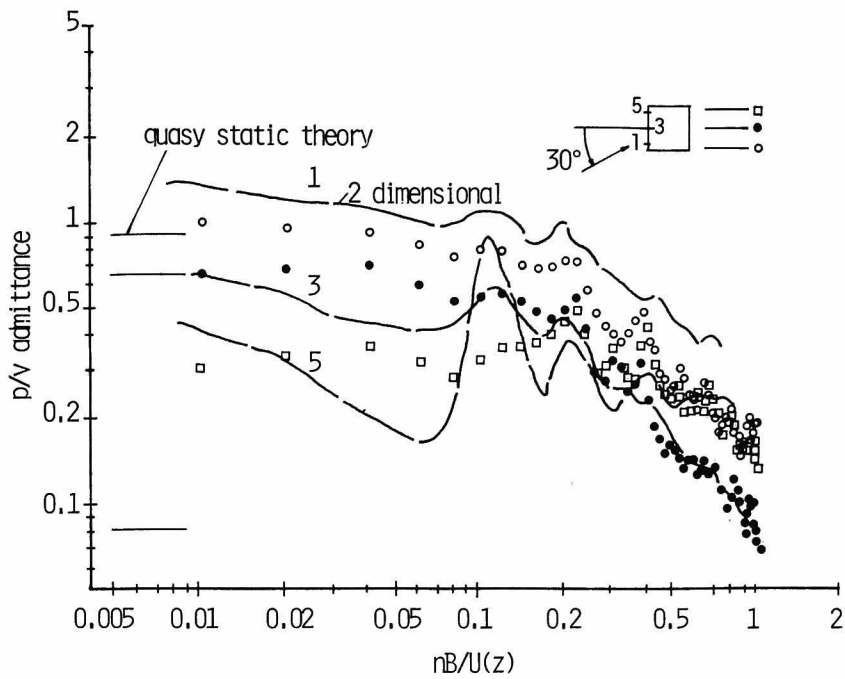 5
2
1
0.5
0.2
0.1
p/v admittance
quasy static theory
1
2 dimensional
3
5
5
3
1
30°
0.005 0.01 0.02 0.05 0.1 0.2 0.5 1 2
nB/U(z)